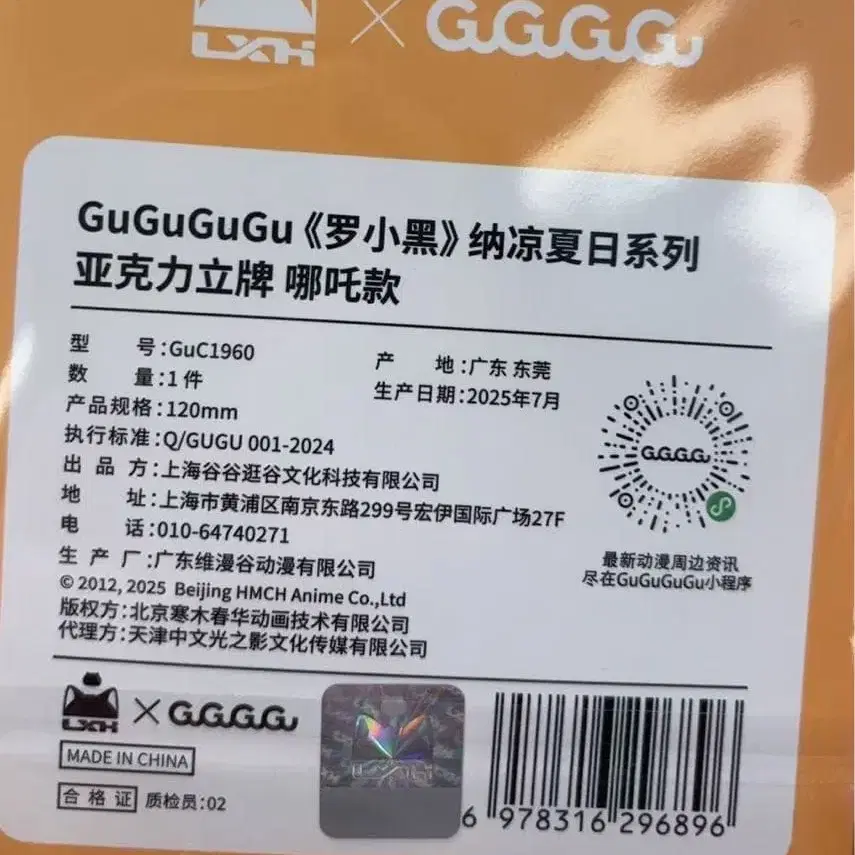 LXH × GuGuGuGu
GuGuGuGu《罗小黑》纳凉夏日系列
亚克力立牌 哪吒款
型 号:GuC1960
数 量:1件
产品规格:120mm
执行标准:Q/GUGU 001-2024
产 地:广东 东莞
生产日期:2025年7月
出 品 方:上海谷谷逛谷文化科技有限公司
地 址:上海市黄浦区南京东路299号宏伊国际广场27F
电 话:010-64740271
生 产 厂:广东维漫谷动漫有限公司
© 2012, 2025 Beijing HMCH Anime Co.,Ltd
版权方:北京寒木春华动画技术有限公司
代理方:天津中文光之影文化传媒有限公司
GuGuGuGu
最新动漫周边资讯
尽在GuGuGuGu小程序
LXH × GuGuGuGu
MADE IN CHINA
合格证 质检员:02
LXH
6 978316 296896